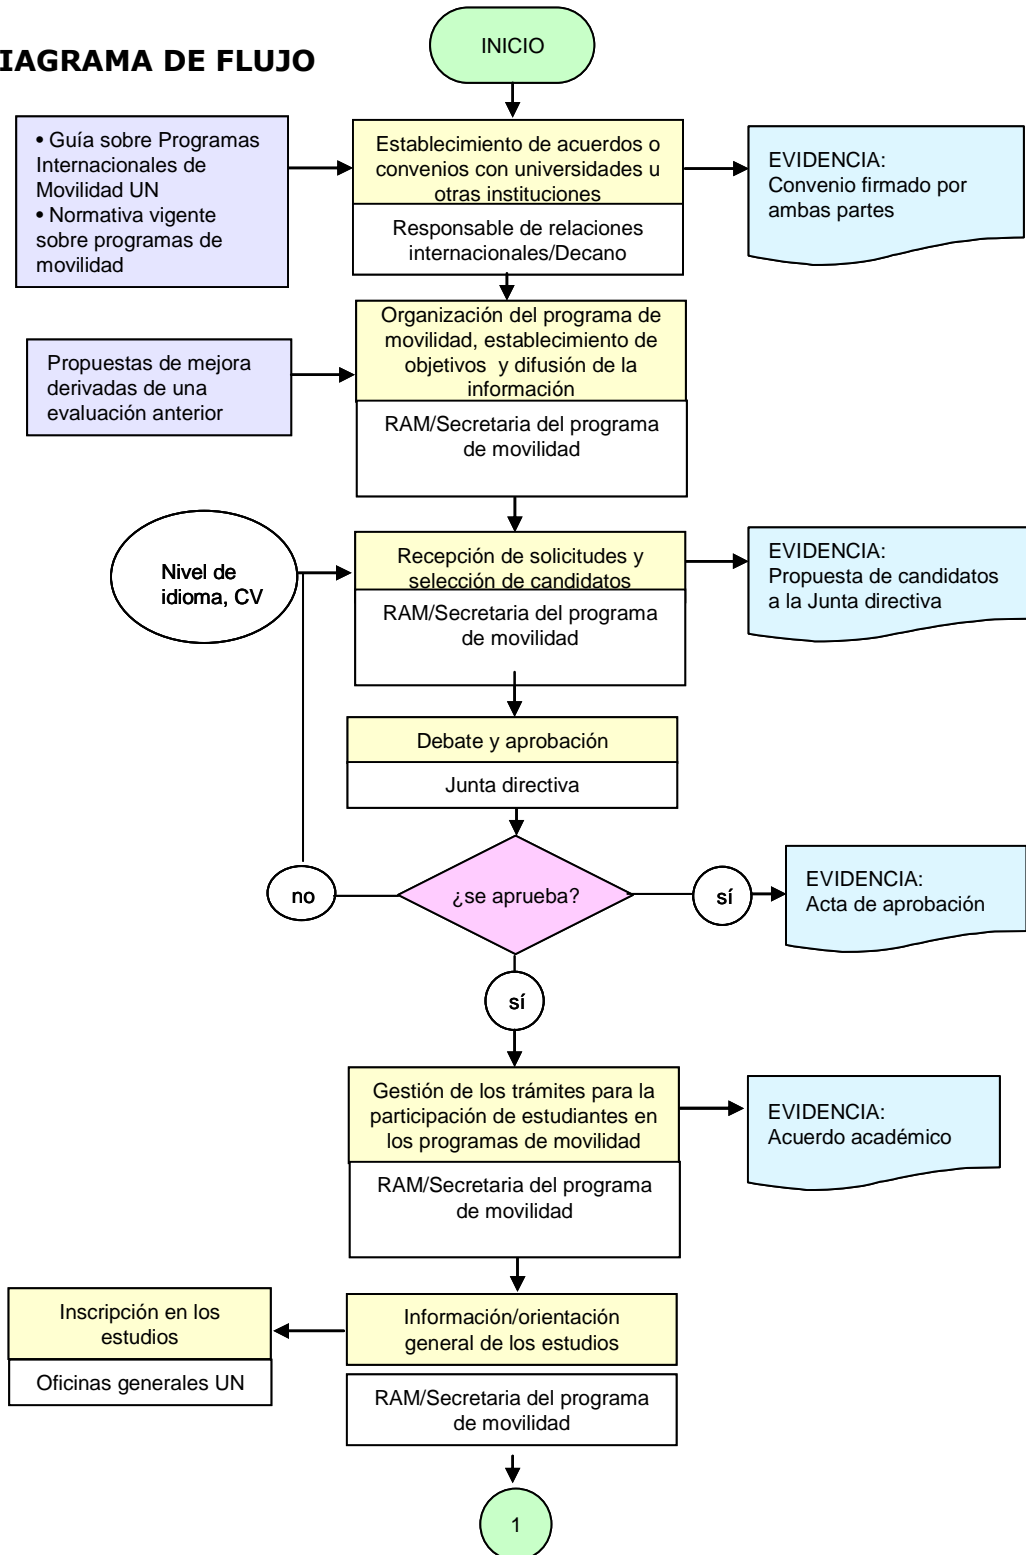 INICIO
IAGRAMA DE FLUJO
• Guía sobre Programas
Internacionales de
Movilidad UN
• Normativa vigente
sobre programas de
movilidad
Establecimiento de acuerdos o
convenios con universidades u
otras instituciones
Responsable de relaciones
internacionales/Decano
EVIDENCIA:
Convenio firmado por
ambas partes
Propuestas de mejora
derivadas de una
evaluación anterior
Organización del programa de
movilidad, establecimiento de
objetivos y difusión de la
información
RAM/Secretaria del programa
de movilidad
Nivel de
idioma, CV
Recepción de solicitudes y
selección de candidatos
RAM/Secretaria del programa
de movilidad
EVIDENCIA:
Propuesta de candidatos
a la Junta directiva
Debate y aprobación
Junta directiva
no
¿se aprueba?
sí
EVIDENCIA:
Acta de aprobación
sí
Gestión de los trámites para la
participación de estudiantes en
los programas de movilidad
RAM/Secretaria del programa
de movilidad
EVIDENCIA:
Acuerdo académico
Inscripción en los
estudios
Oficinas generales UN
Información/orientación
general de los estudios
RAM/Secretaria del programa
de movilidad
1